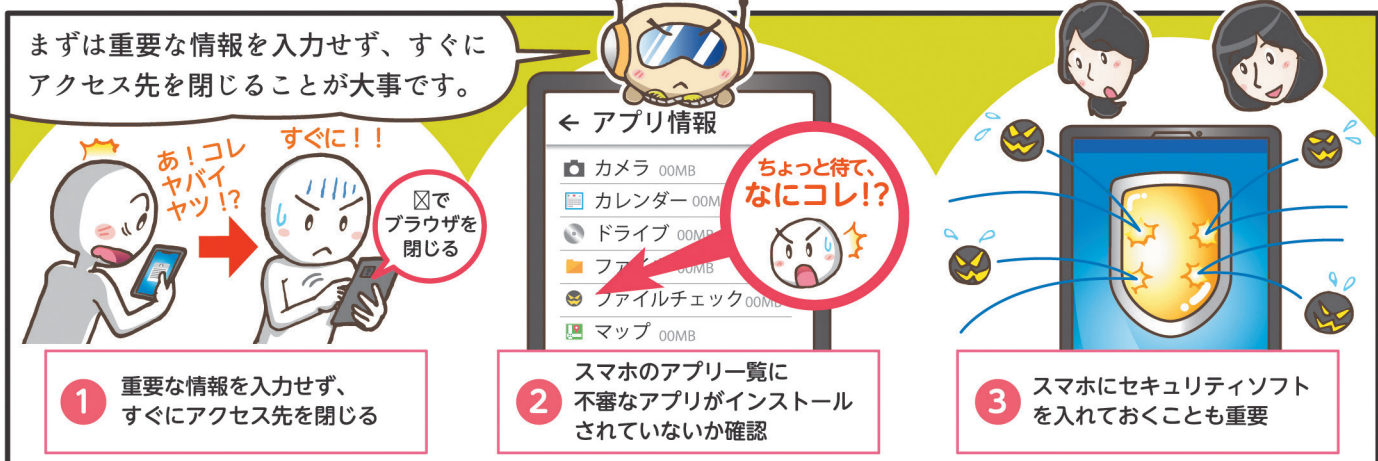 まずは重要な情報を入力せず、すぐに
アクセス先を閉じることが大事です。
あ！コレ
ヤバイ
ヤツ!?
すぐに！！
☒で
ブラウザを
閉じる
1
重要な情報を入力せず、
すぐにアクセス先を閉じる
← アプリ情報
カメラ 00MB
カレンダー 00M
ドライブ 00MB
ファイ 00MB
ファイルチェック 00MB
マップ 00MB
ちょっと待て、
なにコレ!?
2
スマホのアプリ一覧に
不審なアプリがインストール
されていないか確認
3
スマホにセキュリティソフト
を入れておくことも重要